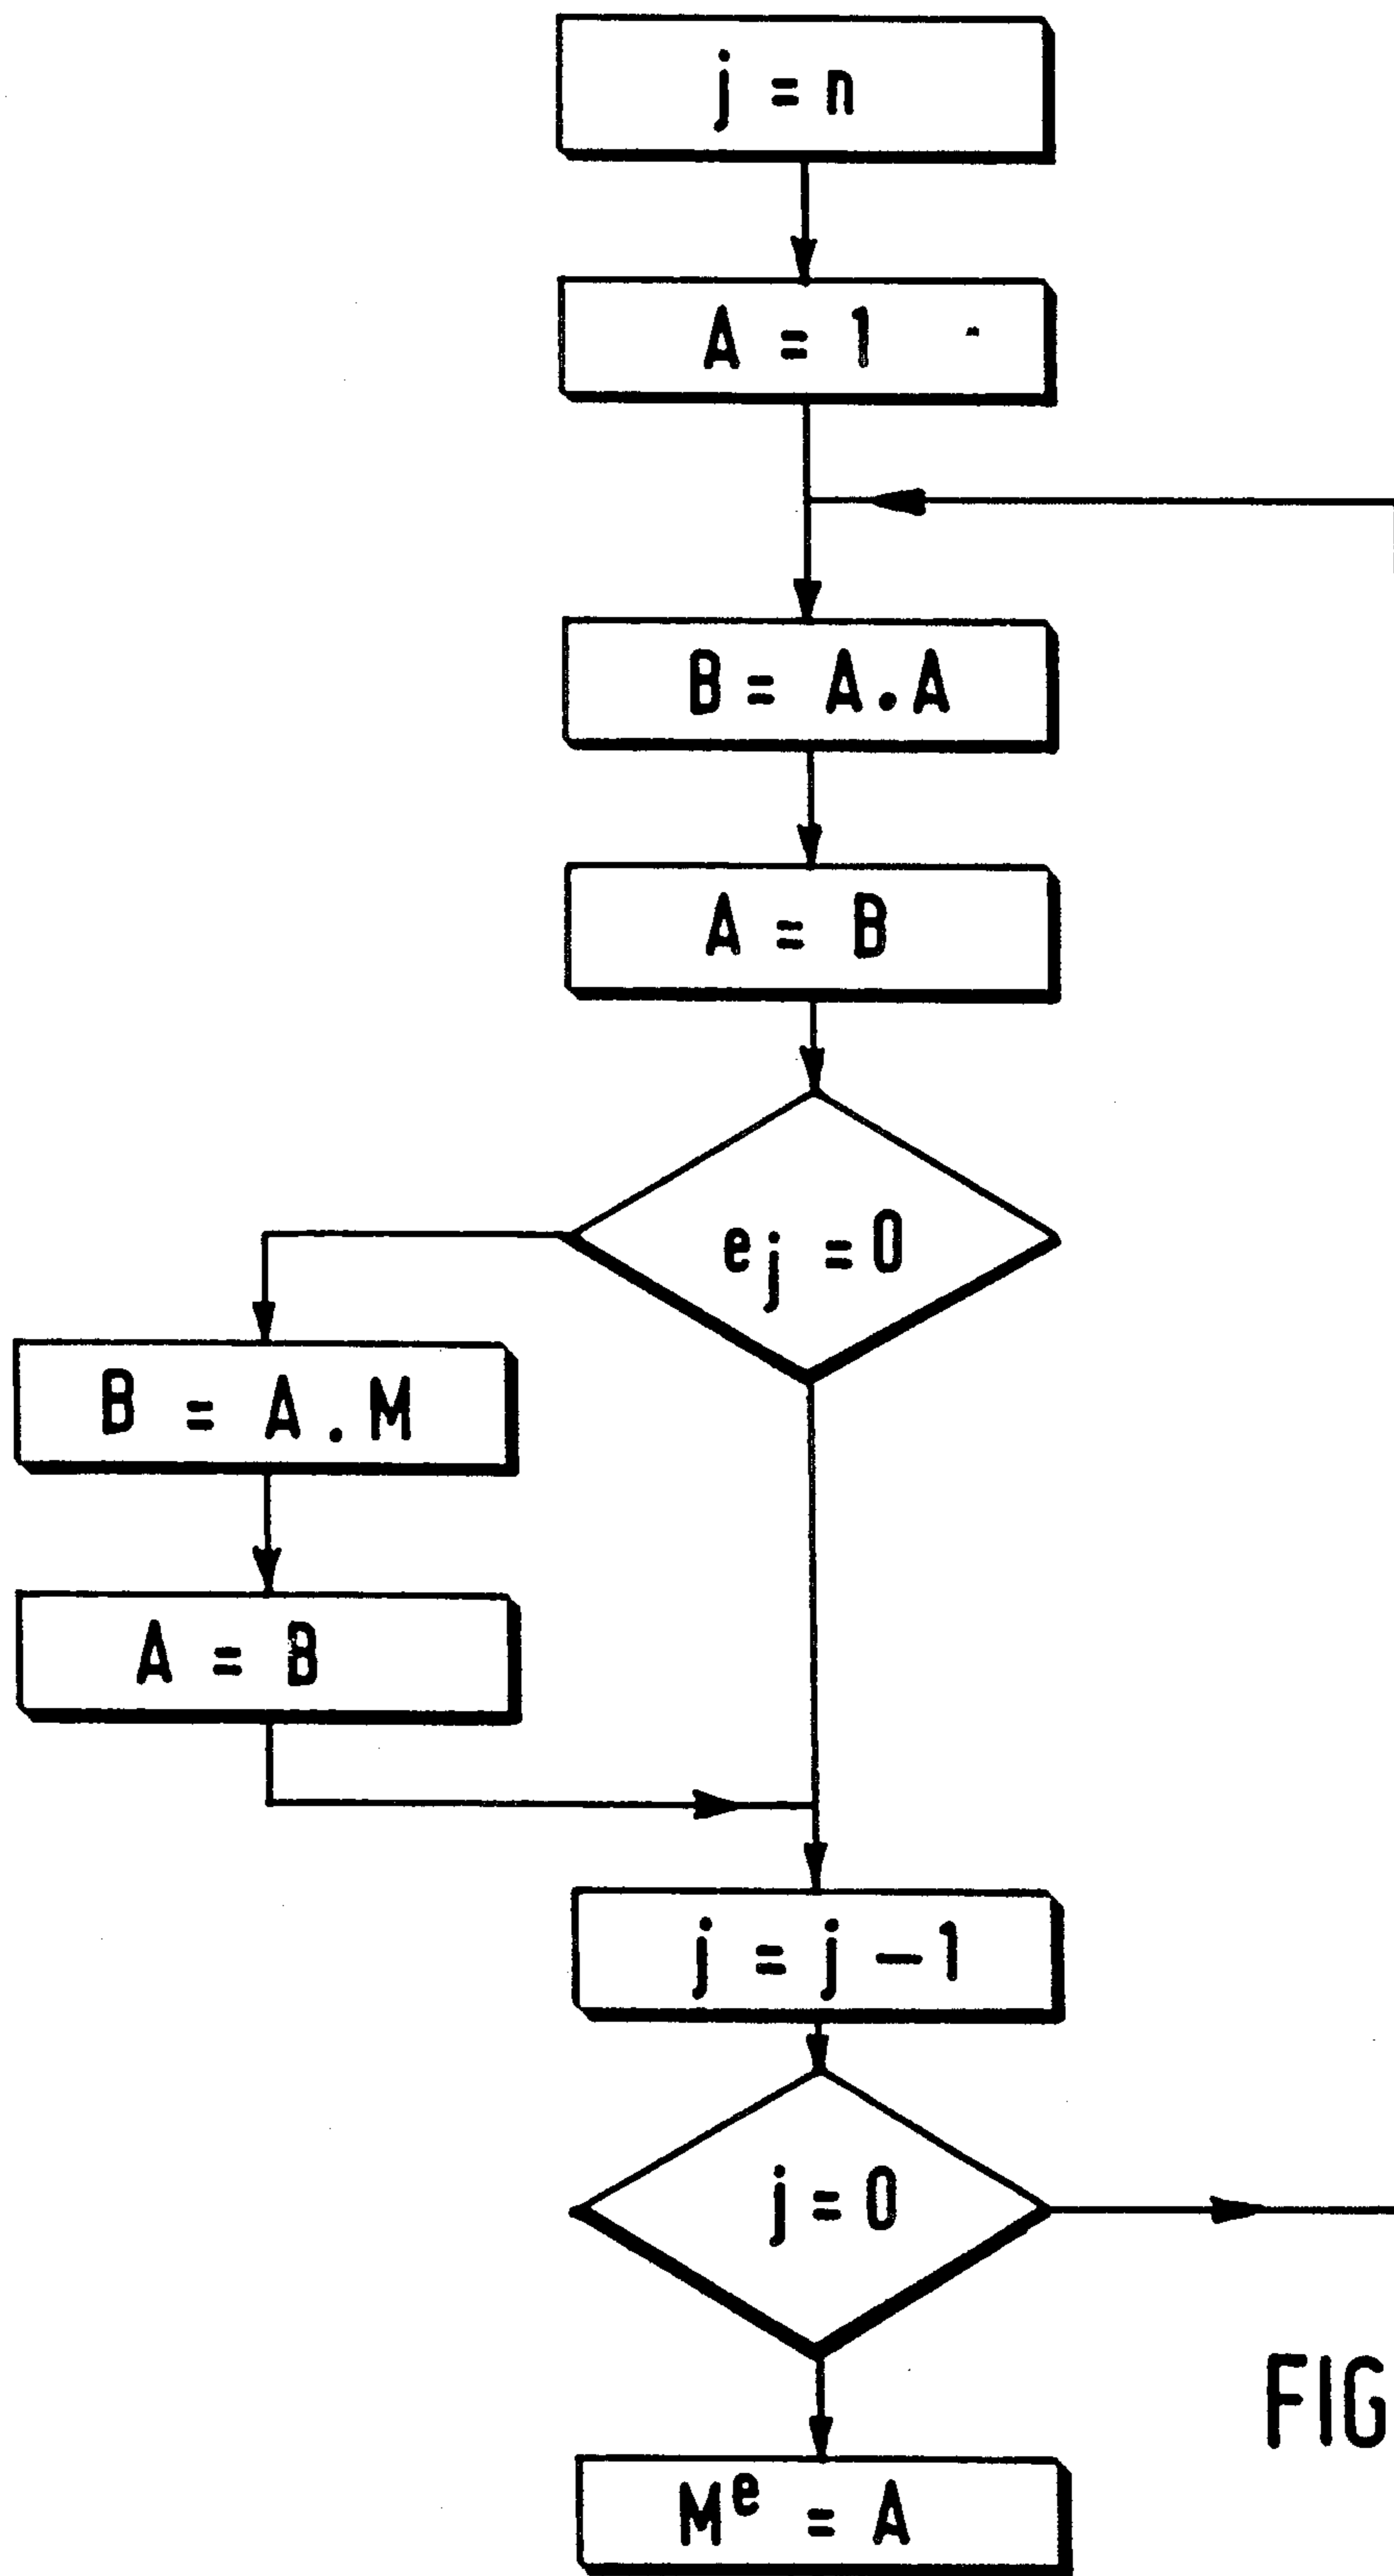 j = n
A = 1
B = A . A
A = B
e_j = 0
B = A . M
A = B
j = j - 1
j = 0
FIG
M^e = A